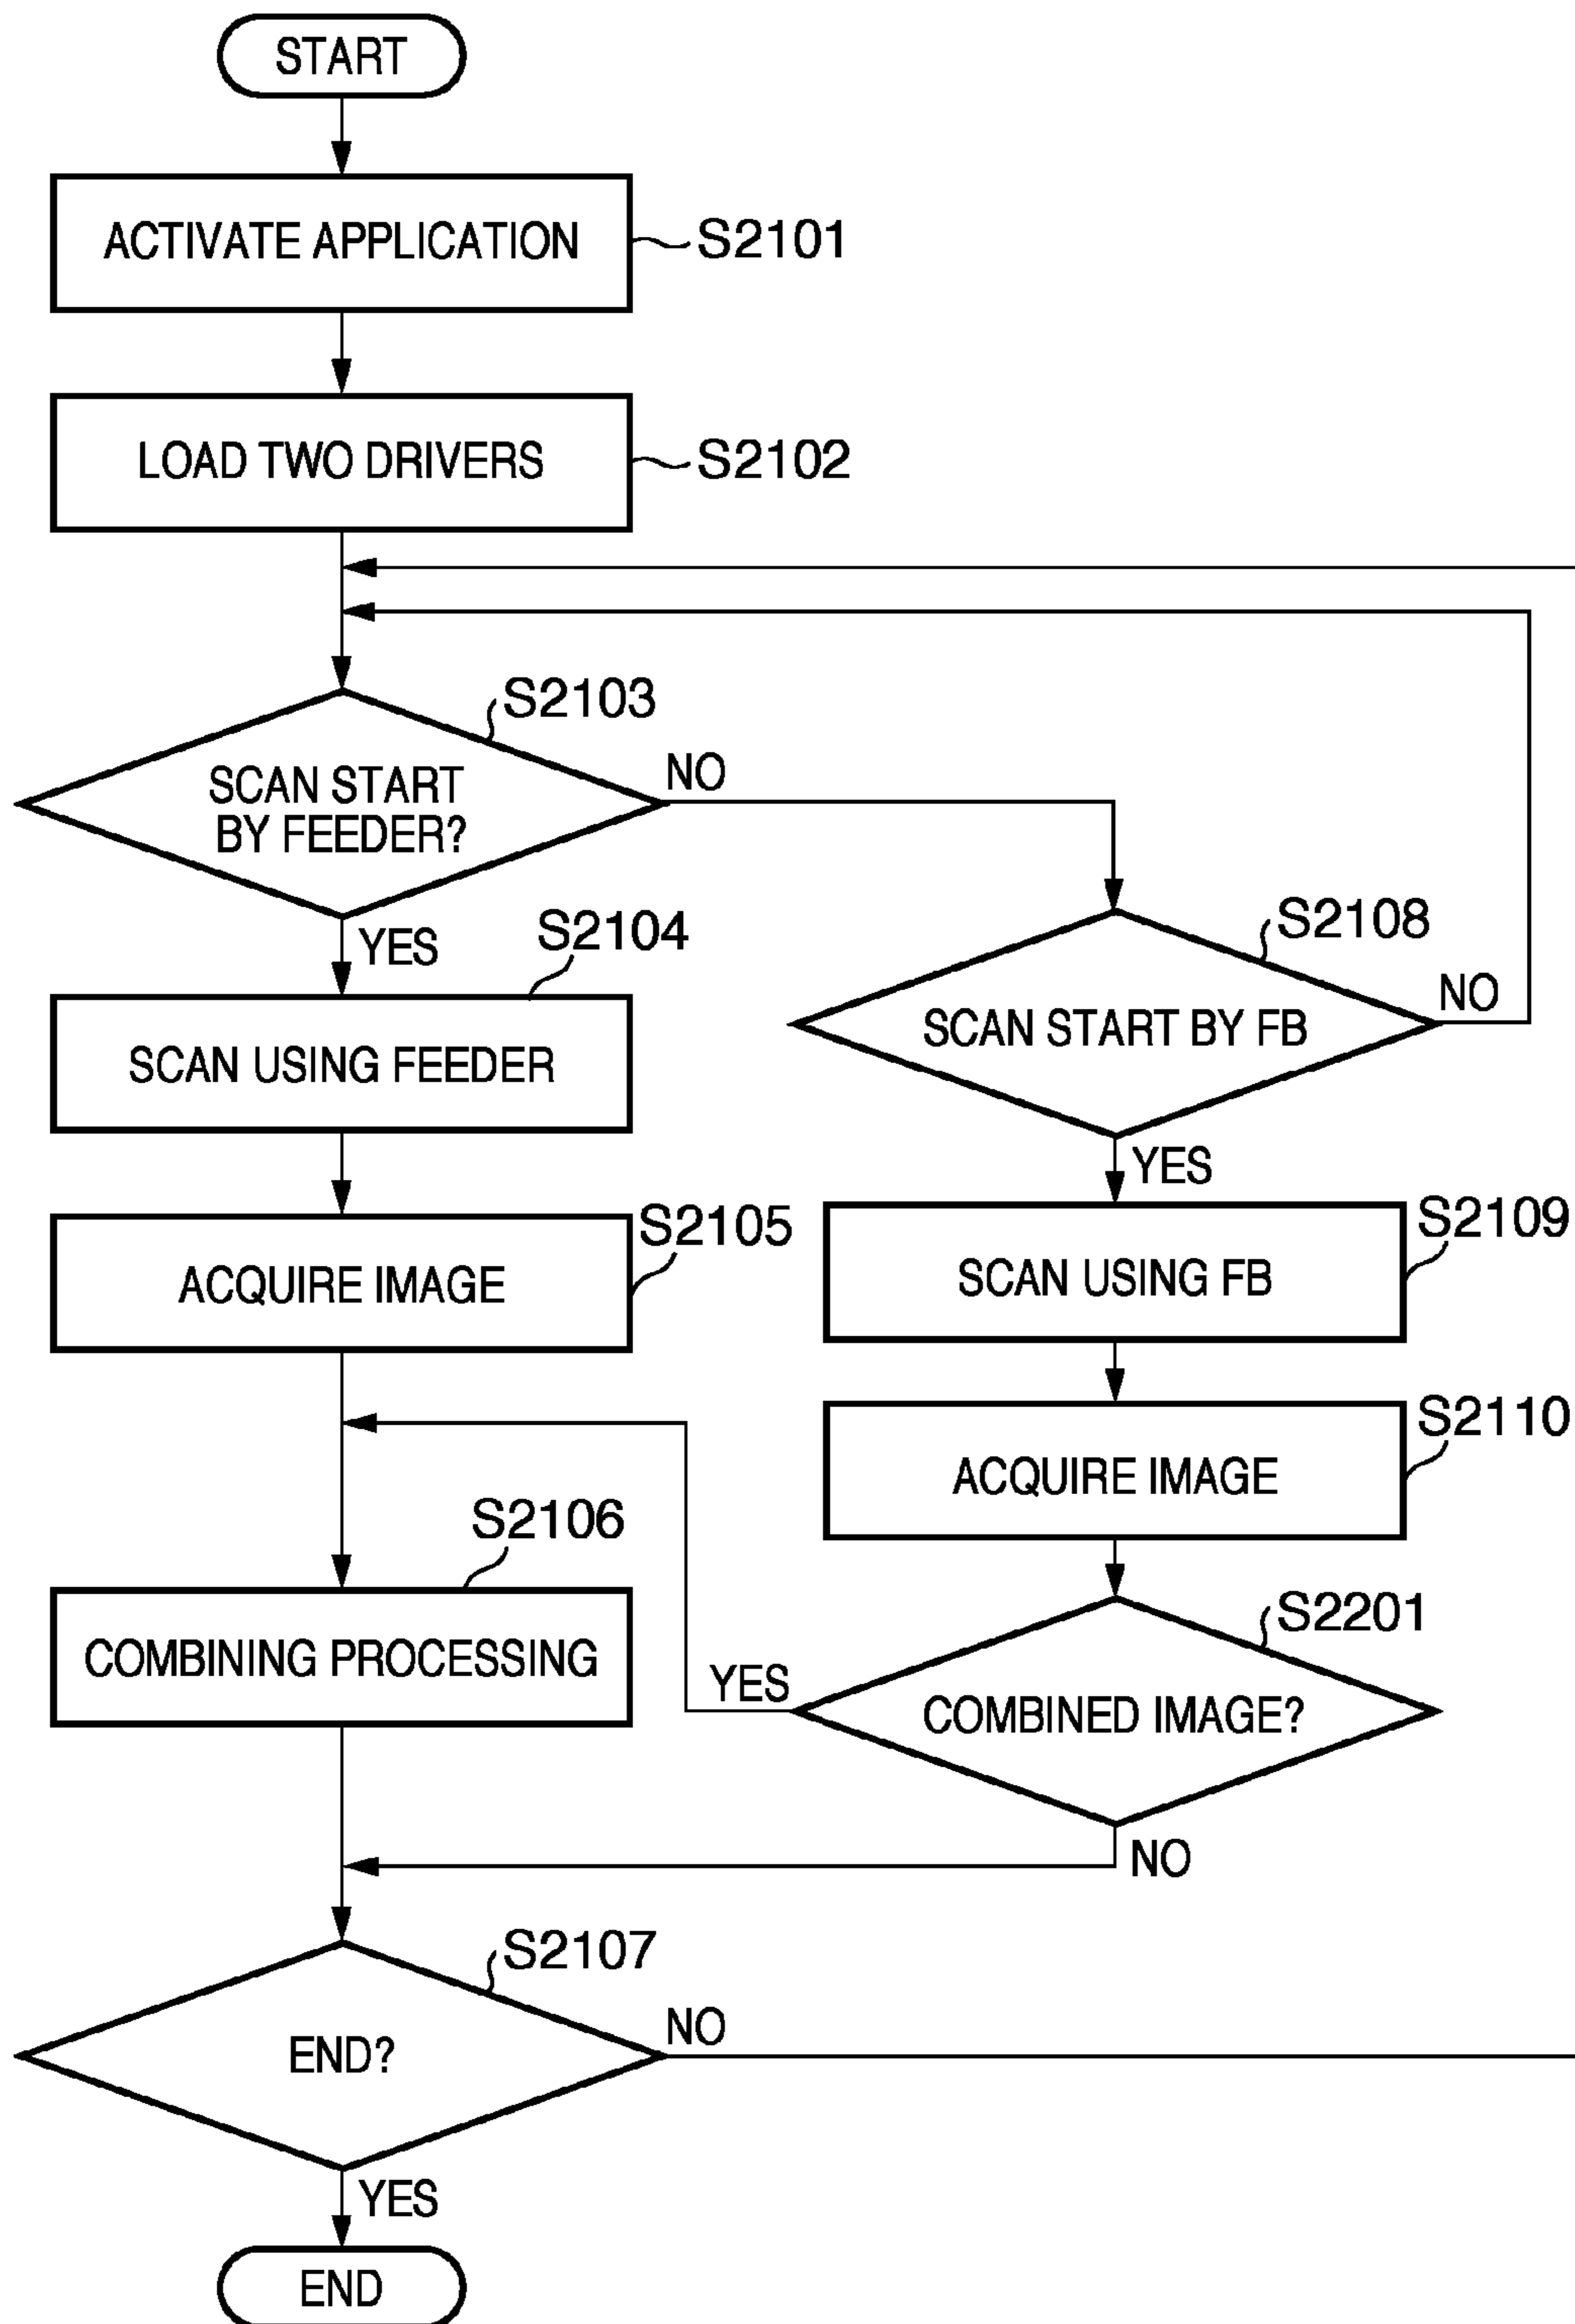 START
ACTIVATE APPLICATION
S2101
LOAD TWO DRIVERS
S2102
S2103
SCAN START
BY FEEDER?
NO
YES
S2104
SCAN USING FEEDER
S2105
ACQUIRE IMAGE
S2108
SCAN START BY FB
NO
YES
S2109
SCAN USING FB
S2110
ACQUIRE IMAGE
S2201
COMBINED IMAGE?
YES
NO
S2106
COMBINING PROCESSING
S2107
END?
NO
YES
END